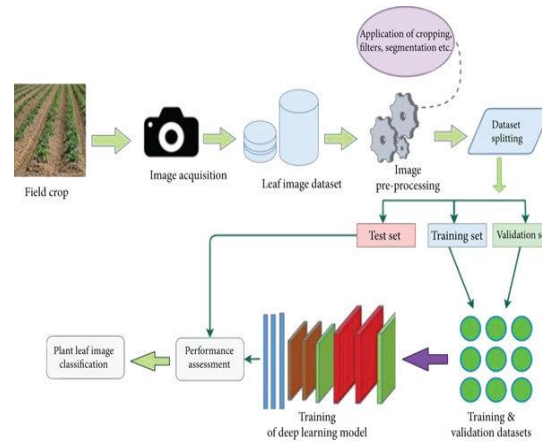 Application of cropping,
filters, segmentation etc.
Dataset
splitting
Field crop
Image acquisition
Leaf image dataset
Image
pre-processing
Test set
Training set
Validation s
Plant leaf image
classification
Performance
assessment
Training
of deep learning model
Training &
validation datasets